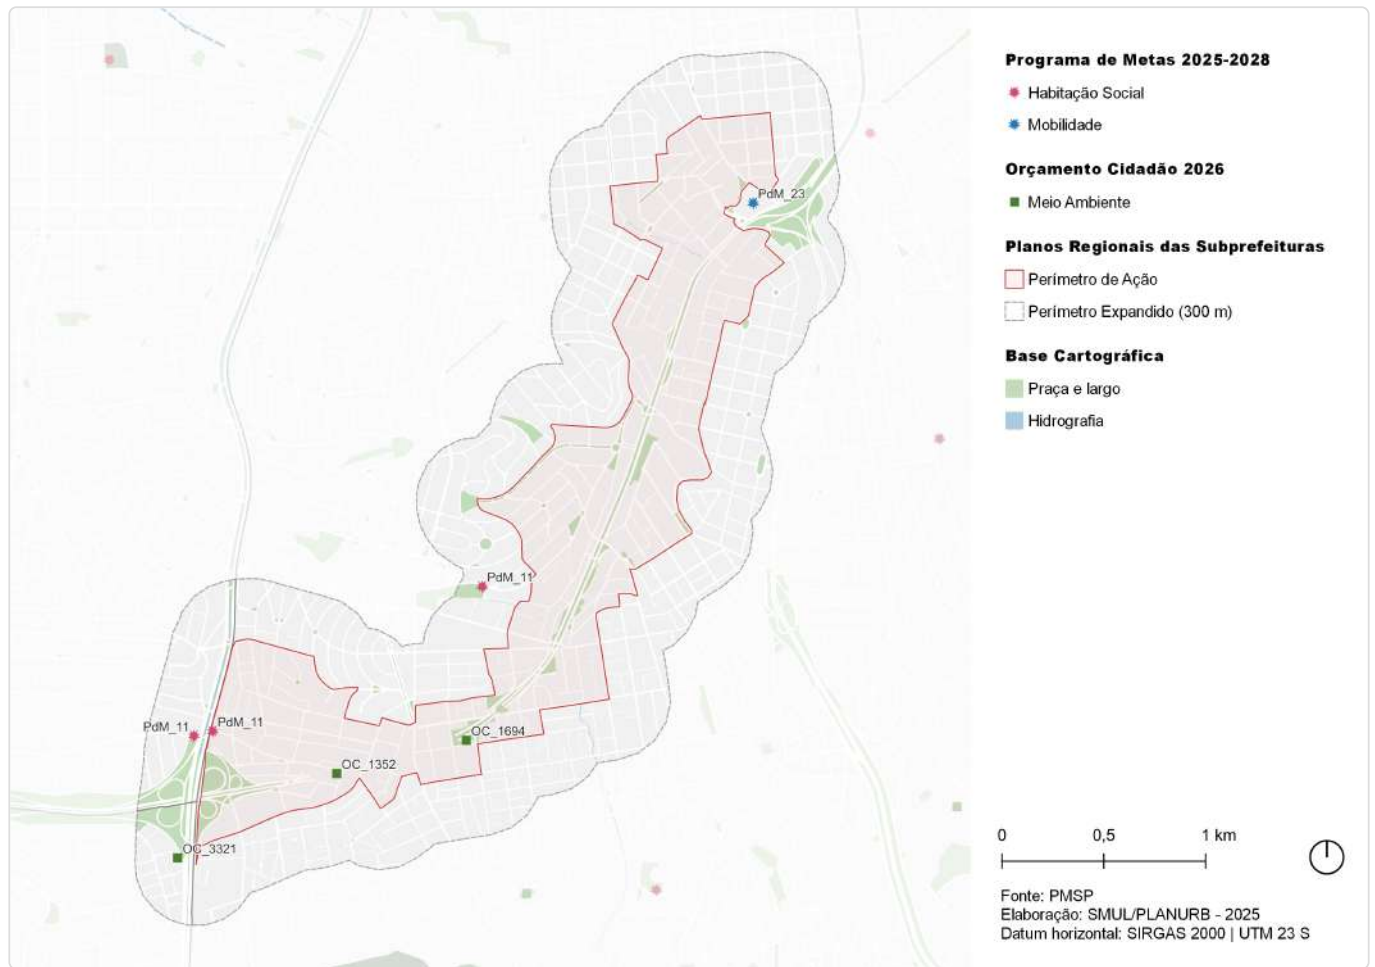 Programa de Metas 2025-2028
Habitação Social
Mobilidade
Orçamento Cidadão 2026
Meio Ambiente
Planos Regionais das Subprefeituras
Perímetro de Ação
Perímetro Expandido (300 m)
Base Cartográfica
Praça e largo
Hidrografia
PdM_23
PdM_11
PdM_11
PdM_11
OC_1694
OC_1352
OC_3321
0 0,5 1 km
Fonte: PMSP
Elaboração: SMUL/PLANURB - 2025
Datum horizontal: SIRGAS 2000 | UTM 23 S